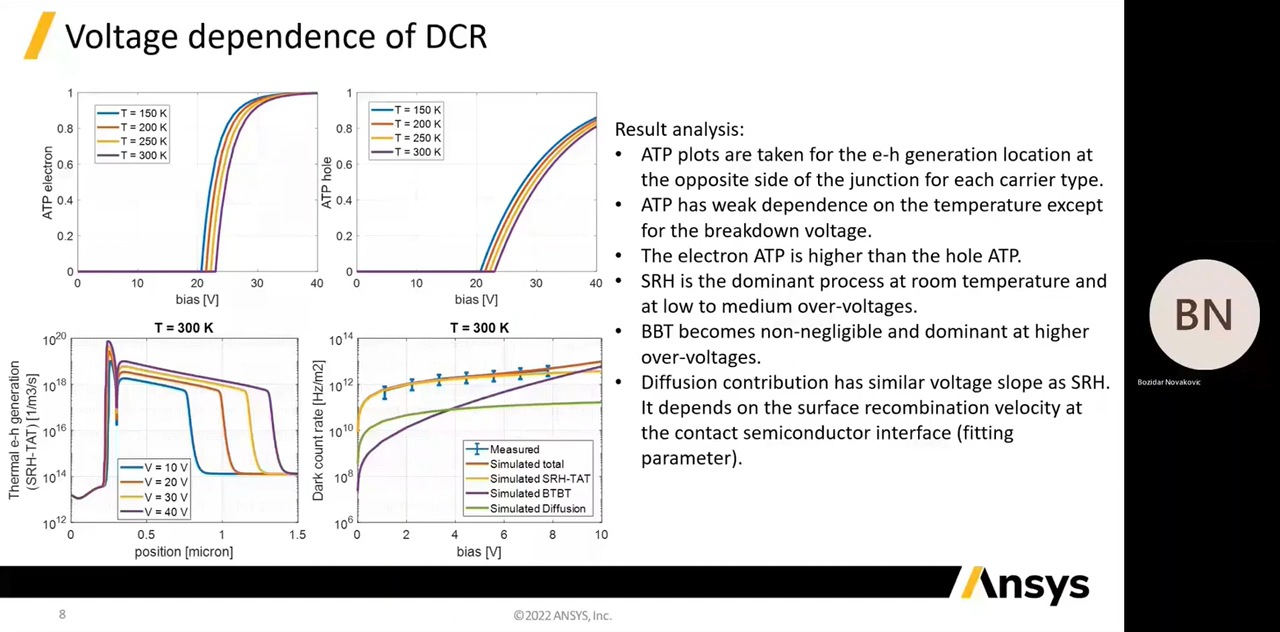 Voltage dependence of DCR
1
0.8
0.6
0.4
0.2
0
ATP electron
T = 150 K
T = 200 K
T = 250 K
T = 300 K
0 10 20 30 40
bias [V]
1
0.8
0.6
0.4
0.2
0
ATP hole
T = 150 K
T = 200 K
T = 250 K
T = 300 K
0 10 20 30 40
bias [V]
T = 300 K
10^20
10^18
10^16
10^14
10^12
Thermal e-h generation
(SRH-TAT) [1/m3/s]
V = 10 V
V = 20 V
V = 30 V
V = 40 V
0 0.5 1 1.5
position [micron]
T = 300 K
10^14
10^12
10^10
10^8
10^6
Dark count rate [Hz/m2]
Measured
Simulated total
Simulated SRH-TAT
Simulated BTBT
Simulated Diffusion
0 2 4 6 8 10
bias [V]
Result analysis:
• ATP plots are taken for the e-h generation location at
the opposite side of the junction for each carrier type.
• ATP has weak dependence on the temperature except
for the breakdown voltage.
• The electron ATP is higher than the hole ATP.
• SRH is the dominant process at room temperature and
at low to medium over-voltages.
• BBT becomes non-negligible and dominant at higher
over-voltages.
• Diffusion contribution has similar voltage slope as SRH.
It depends on the surface recombination velocity at
the contact semiconductor interface (fitting
parameter).
BN
Bozidar Novakovic
Ansys
8
©2022 ANSYS, Inc.